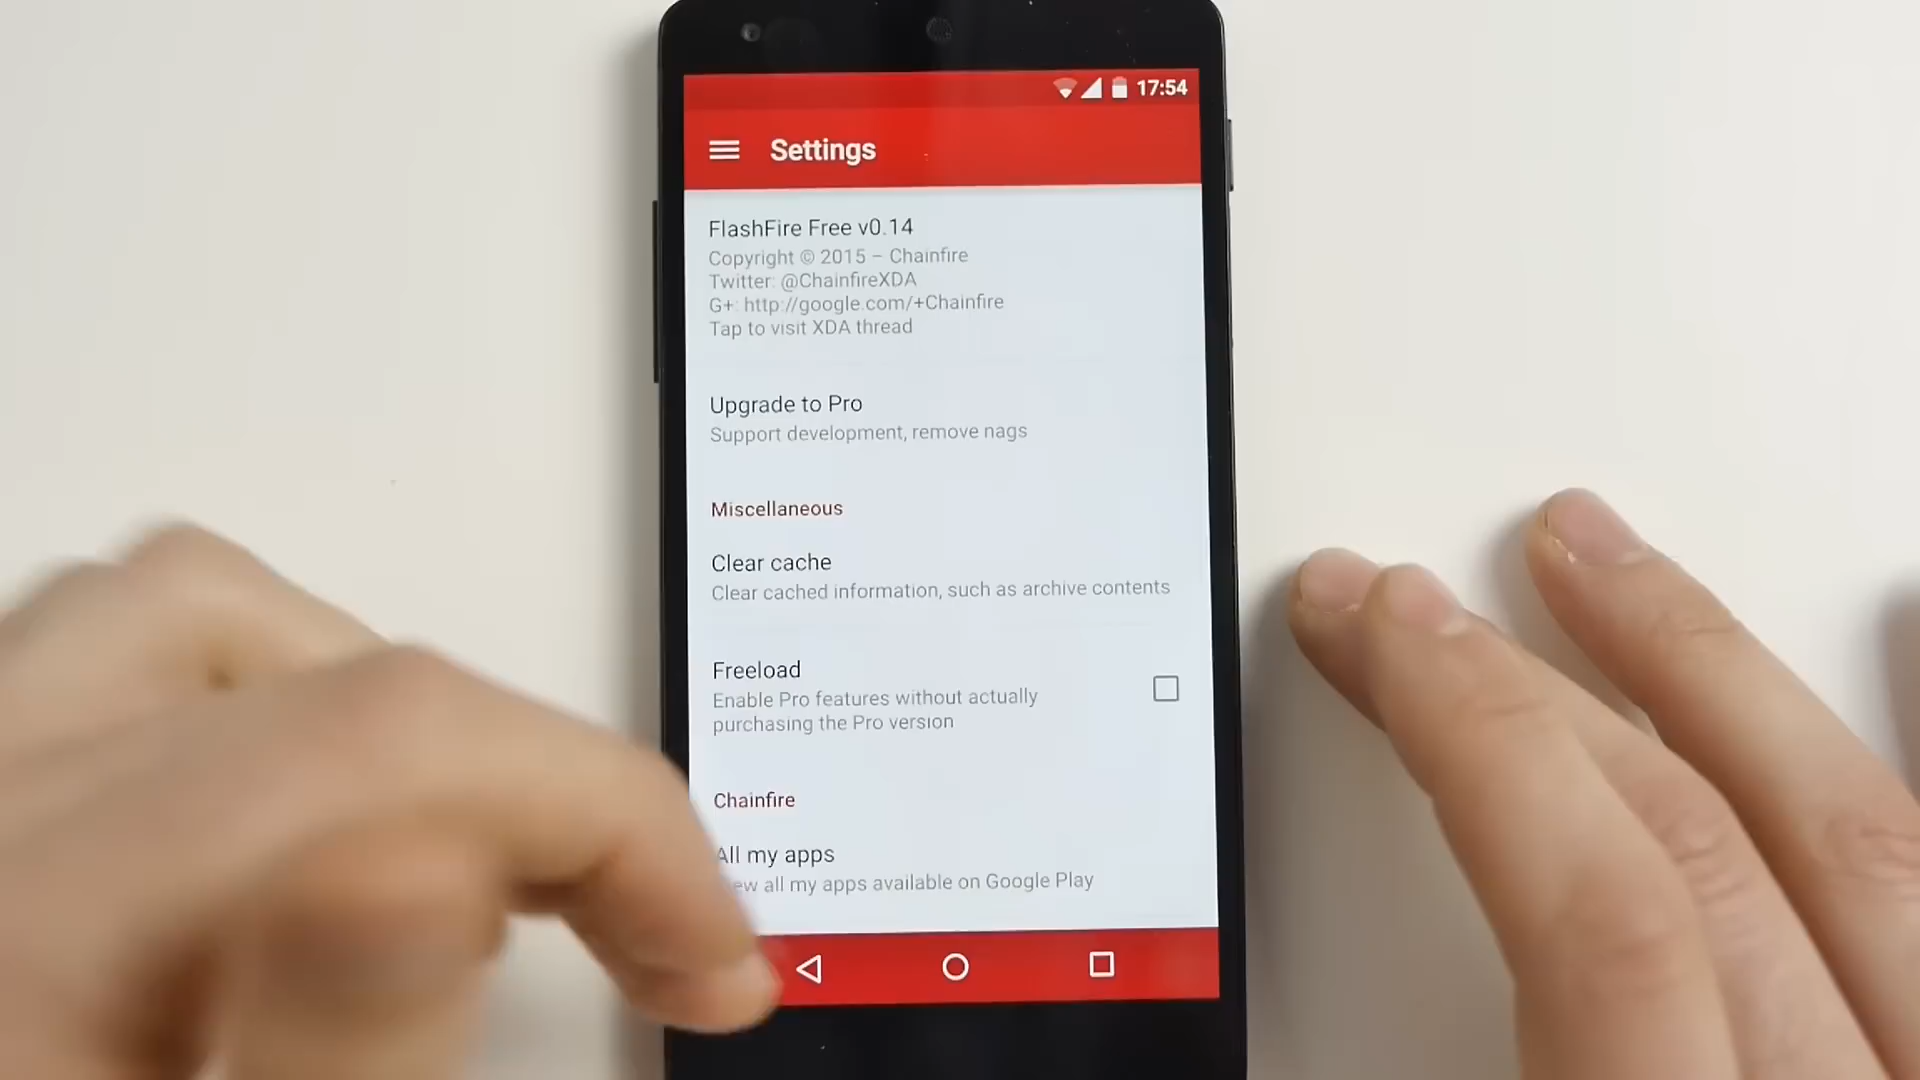 17:54
Settings
FlashFire Free v0.14
Copyright © 2015 – Chainfire
Twitter: @ChainfireXDA
G+: http://google.com/+Chainfire
Tap to visit XDA thread
Upgrade to Pro
Support development, remove nags
Miscellaneous
Clear cache
Clear cached information, such as archive contents
Freeload
Enable Pro features without actually
purchasing the Pro version
Chainfire
All my apps
all my apps available on Google Play